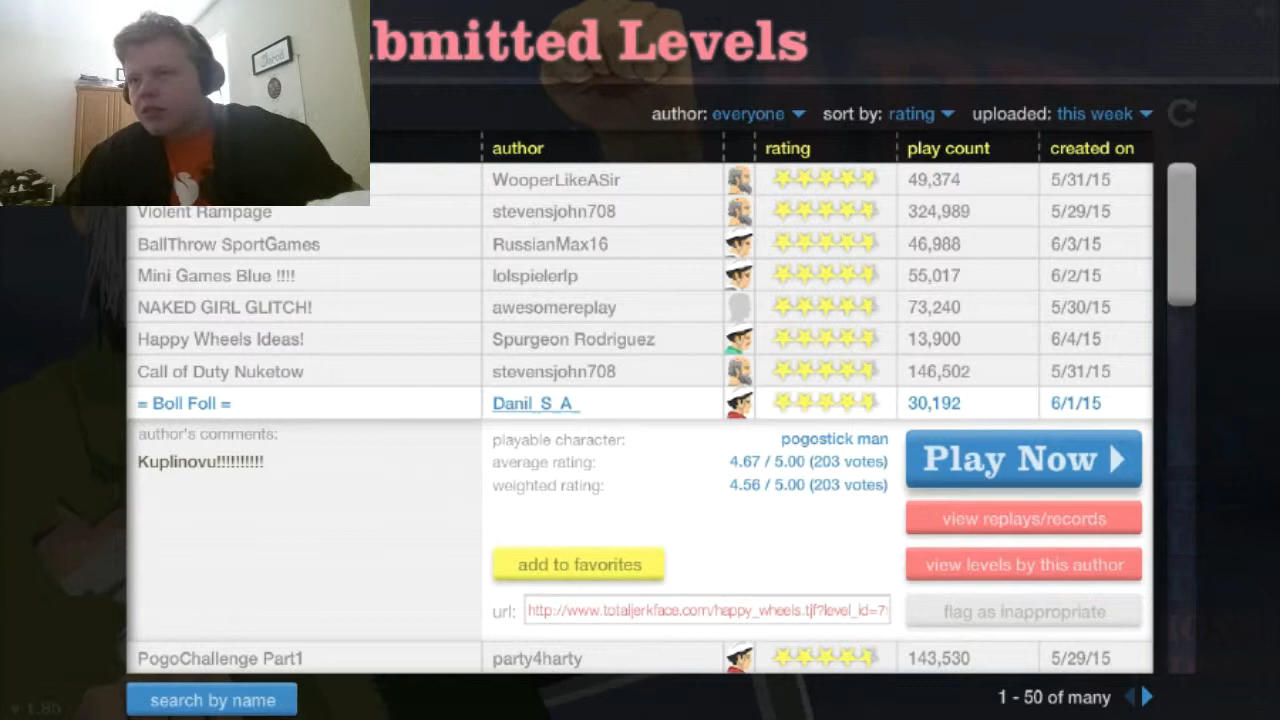 bmitted Levels
Jarod
author: everyone sort by: rating uploaded: this week
author rating play count created on
WooperLikeASir 49,374 5/31/15
Violent Rampage stevensjohn708 324,989 5/29/15
BallThrow SportGames RussianMax16 46,988 6/3/15
Mini Games Blue !!!! lolspielerlp 55,017 6/2/15
NAKED GIRL GLITCH! awesomereplay 73,240 5/30/15
Happy Wheels Ideas! Spurgeon Rodriguez 13,900 6/4/15
Call of Duty Nuketow stevensjohn708 146,502 5/31/15
= Boll Foll = Danil_S_A_ 30,192 6/1/15
author's comments:
Kuplinovu!!!!!!!!!!
playable character: pogostick man
average rating: 4.67 / 5.00 (203 votes)
weighted rating: 4.56 / 5.00 (203 votes)
Play Now
view replays/records
add to favorites
view levels by this author
url: http://www.totaljerkface.com/happy_wheels.tjf?level_id=7
flag as inappropriate
PogoChallenge Part1 party4harty 143,530 5/29/15
search by name
1 - 50 of many
v 1.85